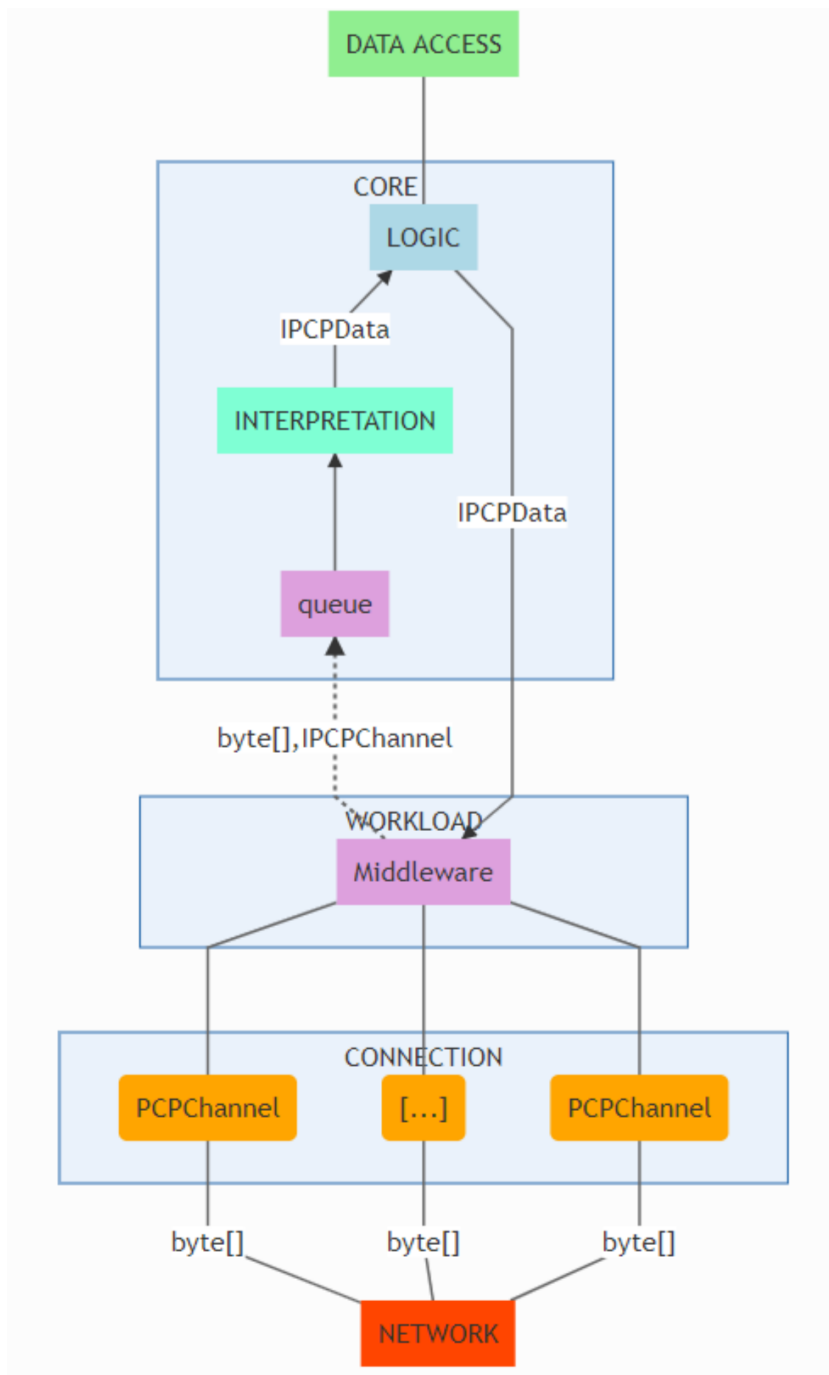 DATA ACCESS
CORE
LOGIC
IPCPData
INTERPRETATION
IPCPData
queue
byte[],IPCPChannel
WORKLOAD
Middleware
CONNECTION
PCPChannel
[...]
PCPChannel
byte[]
byte[]
byte[]
NETWORK